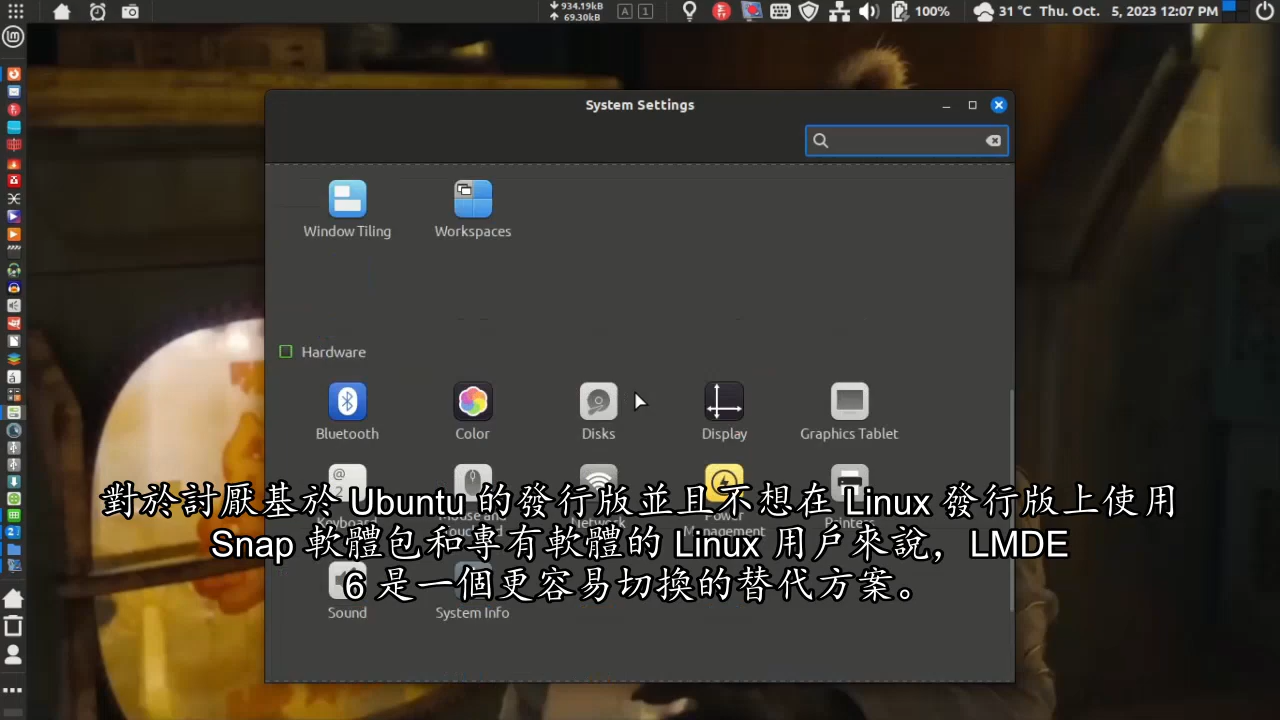 934.19kB
69.30kB
A 1
100%
31 °C Thu. Oct. 5, 2023 12:07 PM
System Settings
Window Tiling
Workspaces
Hardware
Bluetooth
Color
Disks
Display
Graphics Tablet
對於討厭基於 Ubuntu 的發行版並且不想在 Linux 發行版上使用
Snap 軟體包和專有軟體的 Linux 用戶來說，LMDE
6 是一個更容易切換的替代方案。
Sound
System Info